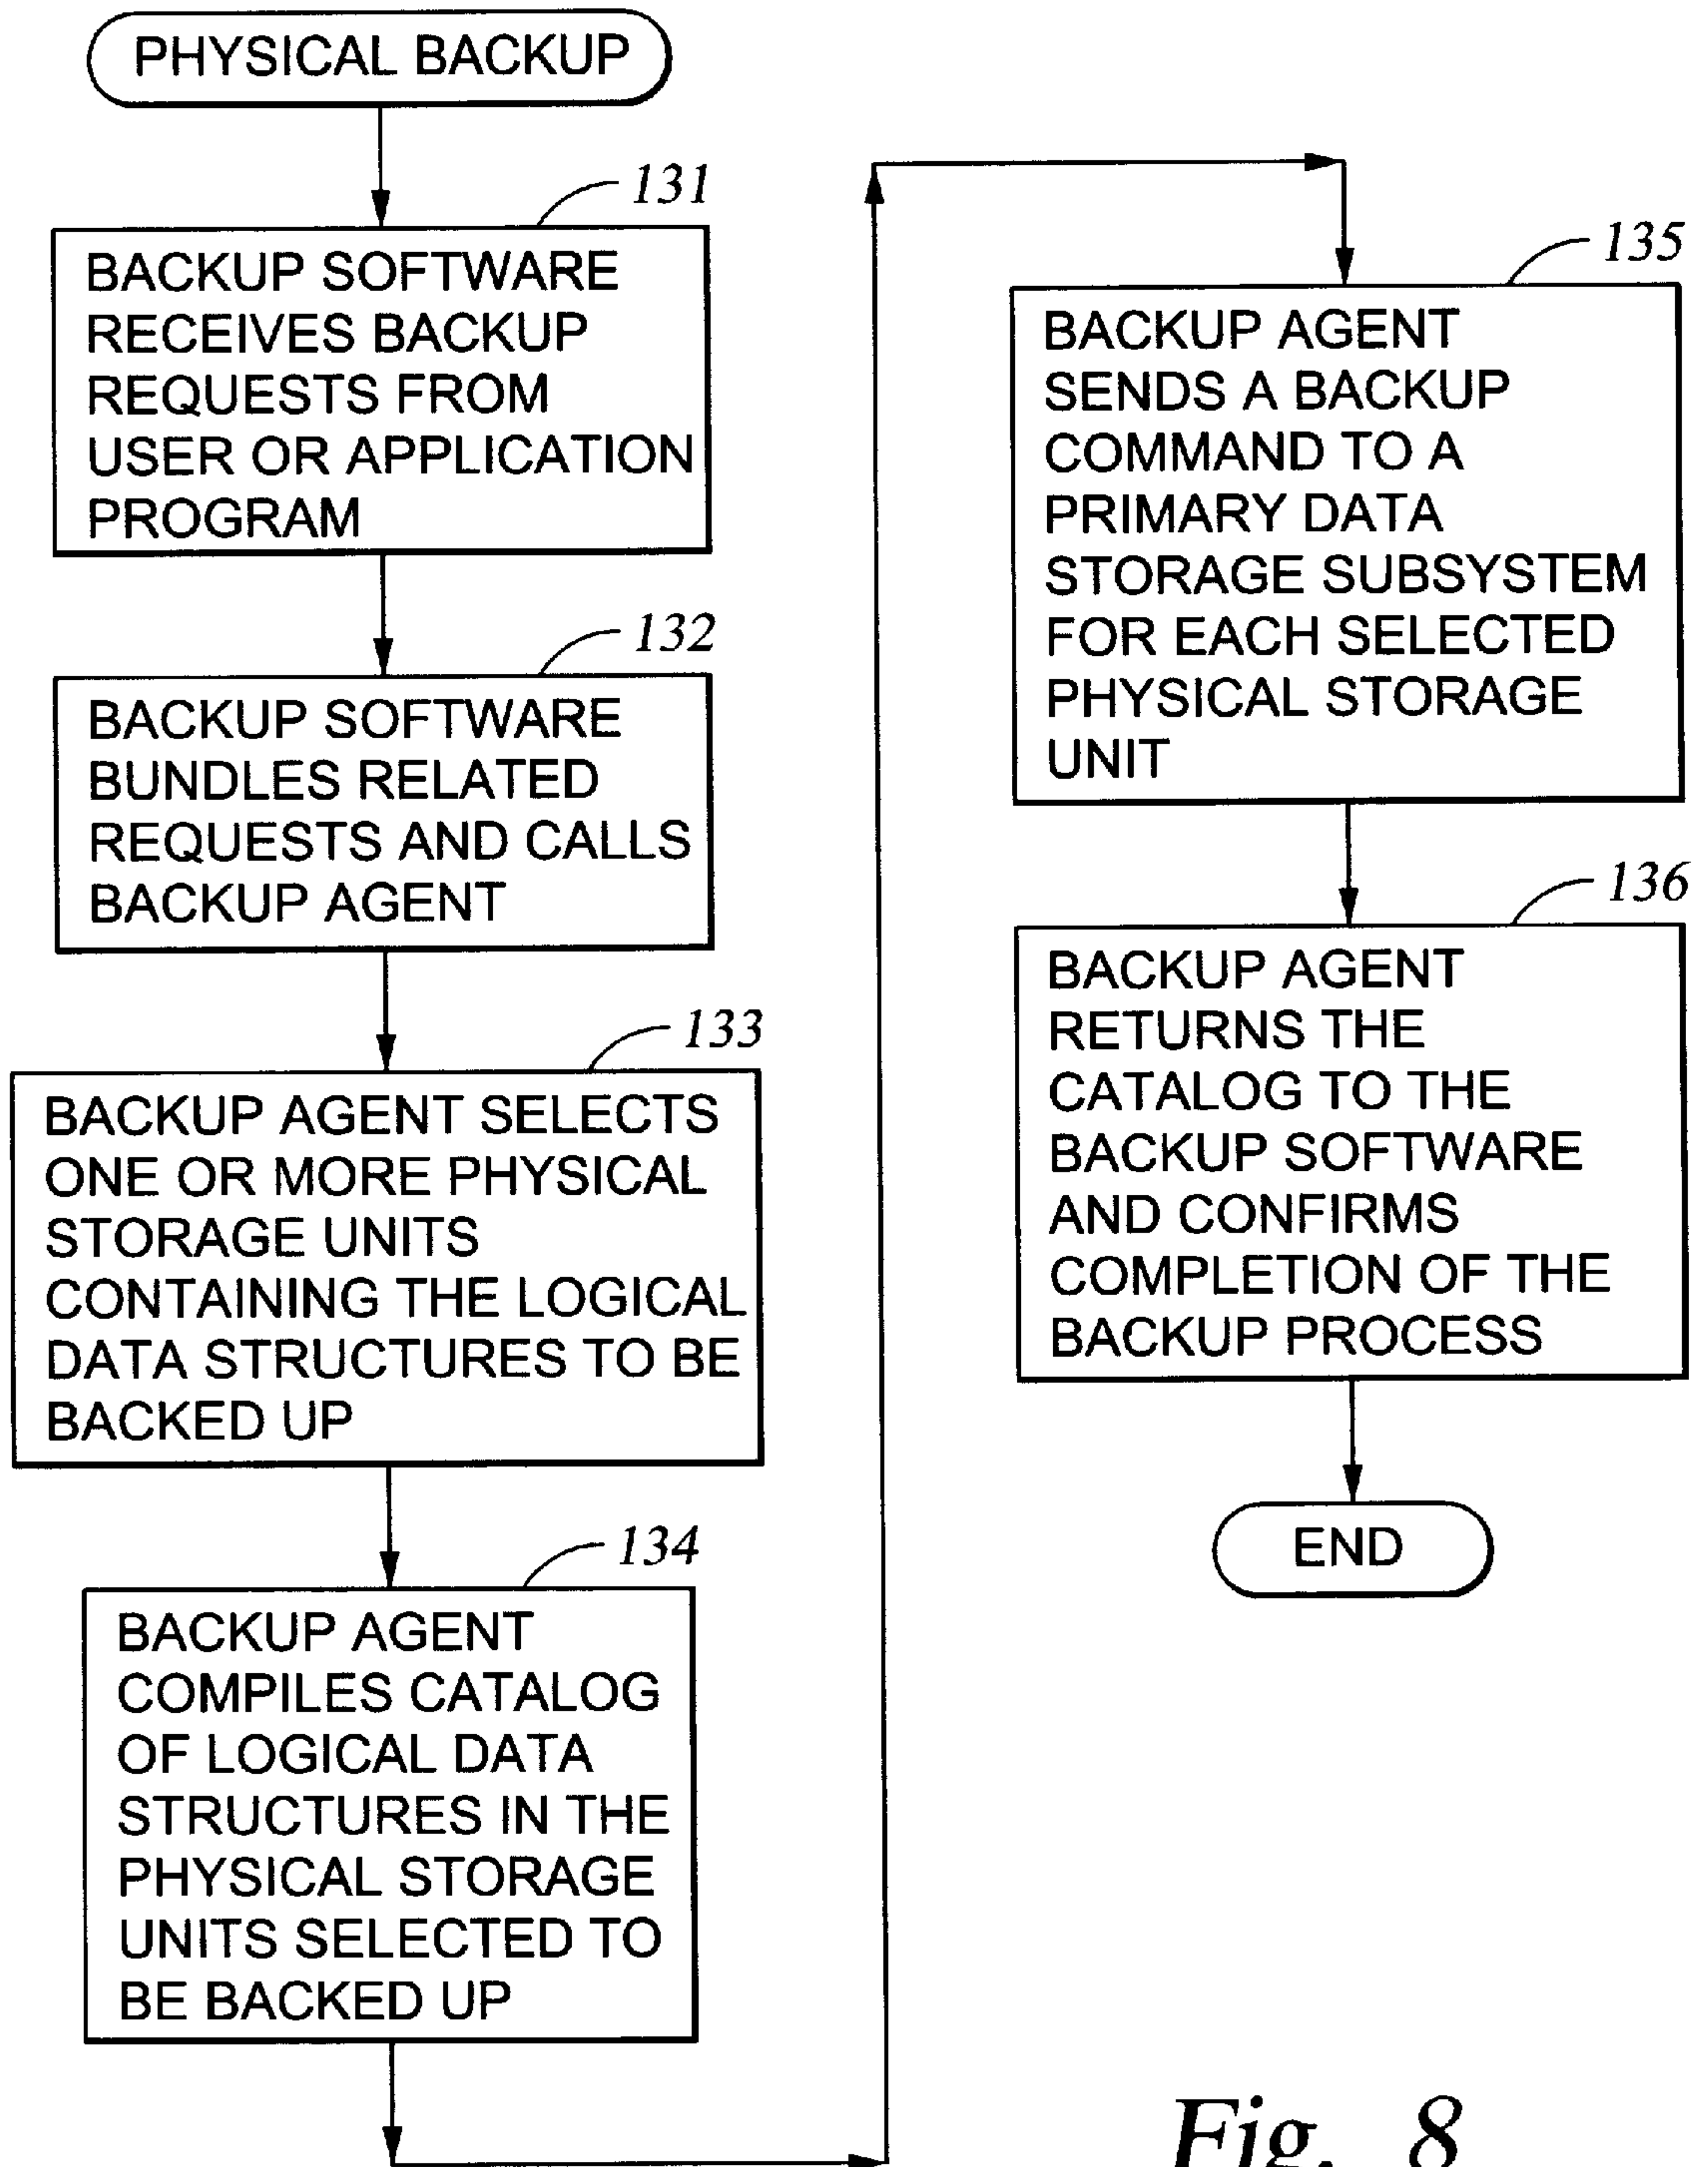 PHYSICAL BACKUP
131
BACKUP SOFTWARE
RECEIVES BACKUP
REQUESTS FROM
USER OR APPLICATION
PROGRAM
132
BACKUP SOFTWARE
BUNDLES RELATED
REQUESTS AND CALLS
BACKUP AGENT
133
BACKUP AGENT SELECTS
ONE OR MORE PHYSICAL
STORAGE UNITS
CONTAINING THE LOGICAL
DATA STRUCTURES TO BE
BACKED UP
134
BACKUP AGENT
COMPILES CATALOG
OF LOGICAL DATA
STRUCTURES IN THE
PHYSICAL STORAGE
UNITS SELECTED TO
BE BACKED UP
135
BACKUP AGENT
SENDS A BACKUP
COMMAND TO A
PRIMARY DATA
STORAGE SUBSYSTEM
FOR EACH SELECTED
PHYSICAL STORAGE
UNIT
136
BACKUP AGENT
RETURNS THE
CATALOG TO THE
BACKUP SOFTWARE
AND CONFIRMS
COMPLETION OF THE
BACKUP PROCESS
END
Fig. 8